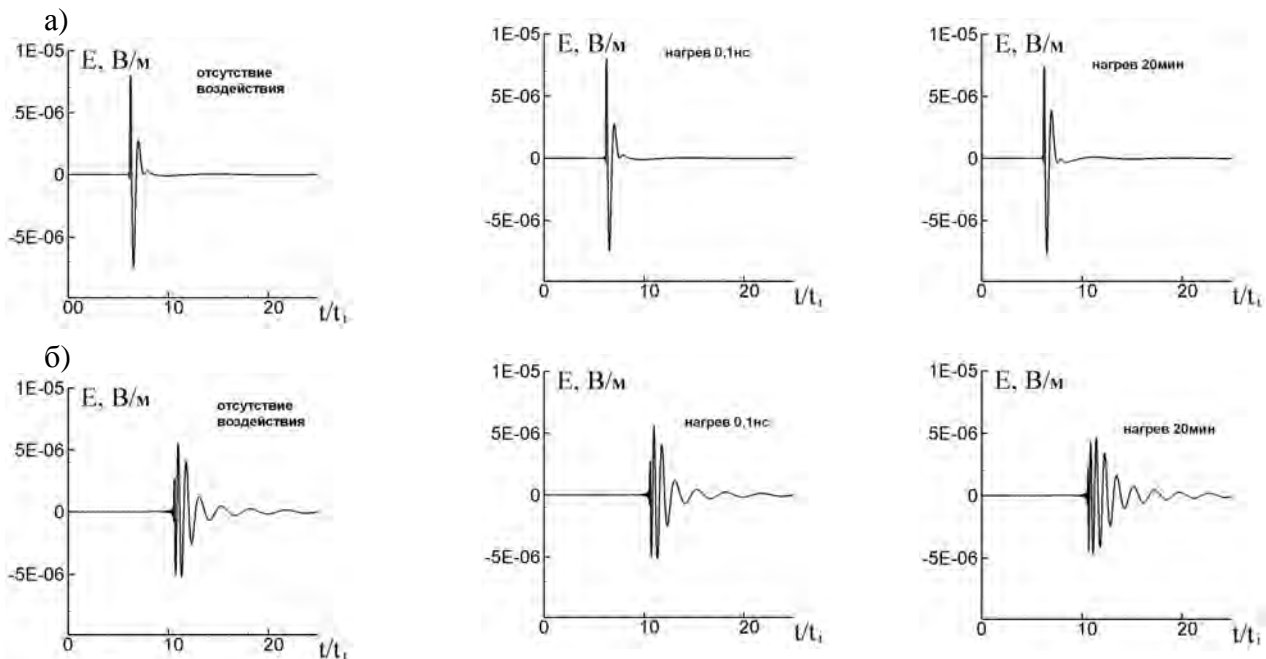 а)
1E-05
E, В/м
отсутствие
воздействия
5E-06
0
-5E-06
00
10
20
t/t₁
1E-05
E, В/м
нагрев 0,1нс
5E-06
0
-5E-06
0
10
20
t/t₁
1E-05
E, В/м
нагрев 20мин
5E-06
0
-5E-06
0
10
20
t/t₁
б)
1E-05
E, В/м
отсутствие
воздействия
5E-06
0
-5E-06
00
10
20
t/t₁
1E-05
E, В/м
нагрев 0,1нс
5E-06
0
-5E-06
0
10
20
t/t₁
1E-05
E, В/м
нагрев 20мин
5E-06
0
-5E-06
0
10
20
t/t₁